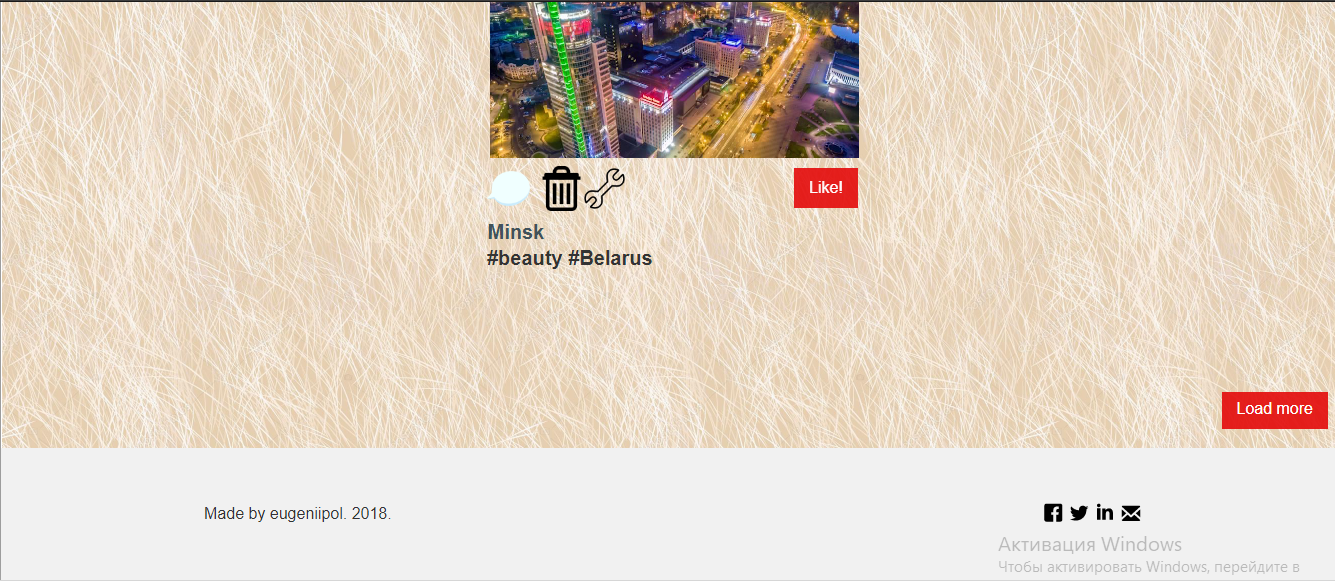 Like!
Minsk
#beauty #Belarus
Load more
Made by eugeniipol. 2018.
Активация Windows
Чтобы активировать Windows, перейдите в